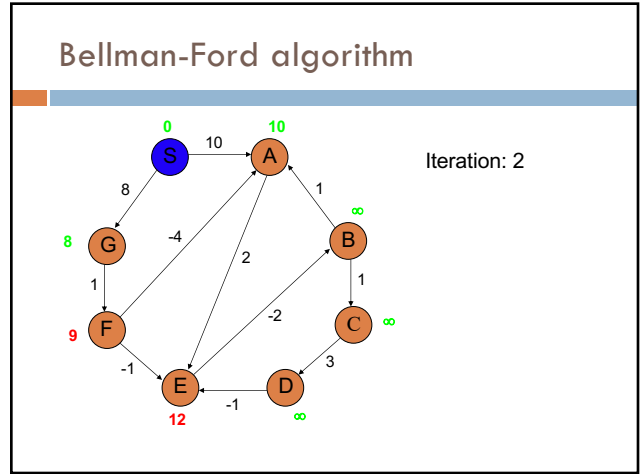 Bellman-Ford algorithm
0 10
S 10 A
Iteration: 2
8 1
∞
8 G -4 B
2
1 1
-2
9 F C ∞
-1 3
E D
-1
12 ∞